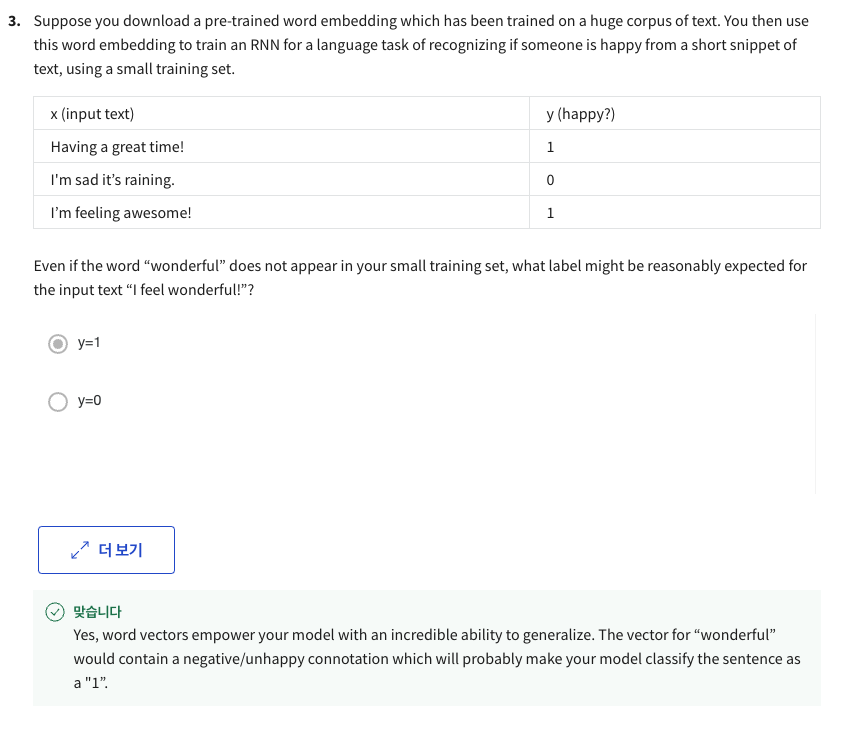 3. Suppose you download a pre-trained word embedding which has been trained on a huge corpus of text. You then use
this word embedding to train an RNN for a language task of recognizing if someone is happy from a short snippet of
text, using a small training set.
x (input text) y (happy?)
Having a great time! 1
I'm sad it’s raining. 0
I’m feeling awesome! 1
Even if the word “wonderful” does not appear in your small training set, what label might be reasonably expected for
the input text “I feel wonderful!”?
y=1
y=0
더 보기
맞습니다
Yes, word vectors empower your model with an incredible ability to generalize. The vector for “wonderful”
would contain a negative/unhappy connotation which will probably make your model classify the sentence as
a "1”.